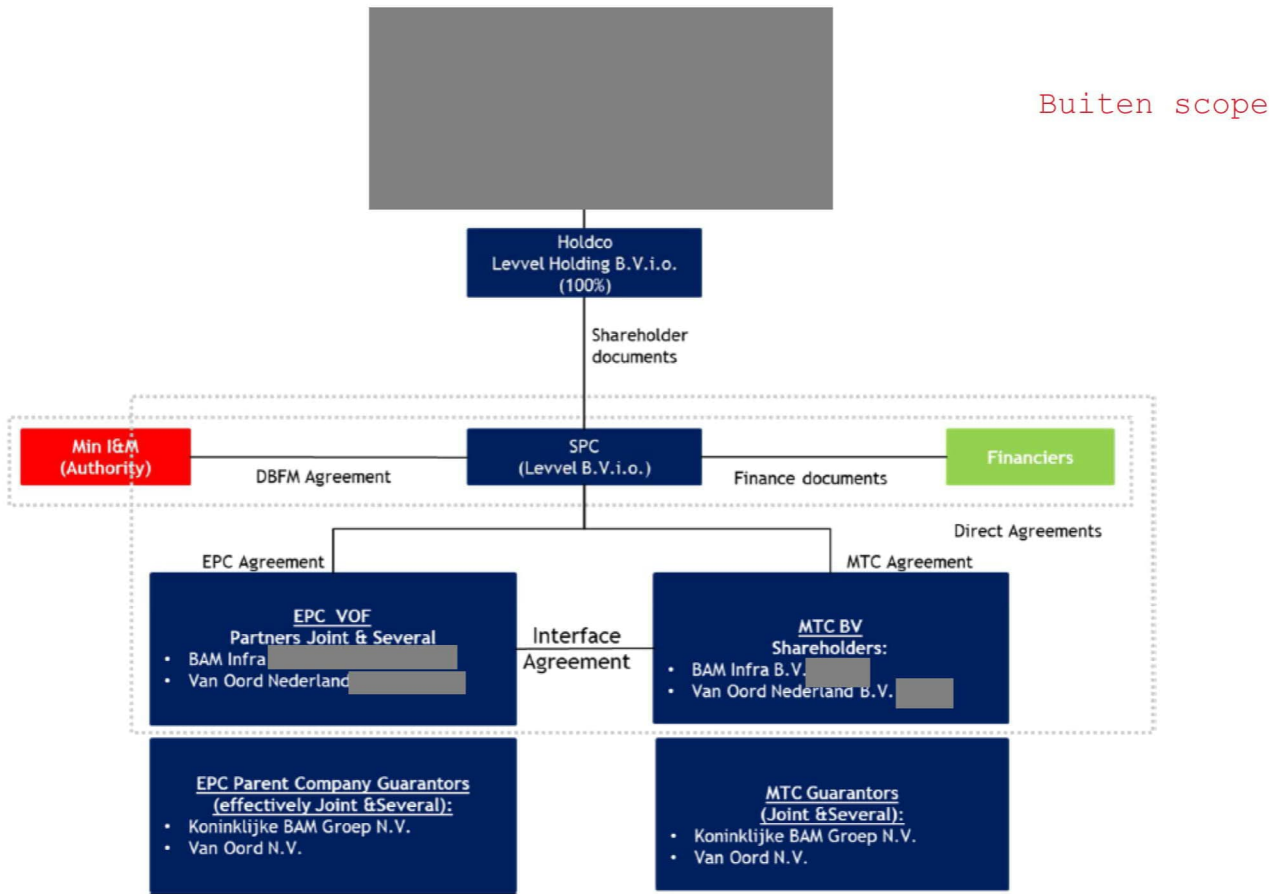 Buiten scope
Holdco
Levvel Holding B.V.i.o.
(100%)
Shareholder
documents
Min I&M
(Authority)
DBFM Agreement
SPC
(Levvel B.V.i.o.)
Finance documents
Financiers
Direct Agreements
EPC Agreement
MTC Agreement
EPC VOF
Partners Joint & Several
• BAM Infra
• Van Oord Nederland
Interface
Agreement
MTC BV
Shareholders:
• BAM Infra B.V.
• Van Oord Nederland B.V.
EPC Parent Company Guarantors
(effectively Joint &Several):
• Koninklijke BAM Groep N.V.
• Van Oord N.V.
MTC Guarantors
(Joint &Several):
• Koninklijke BAM Groep N.V.
• Van Oord N.V.